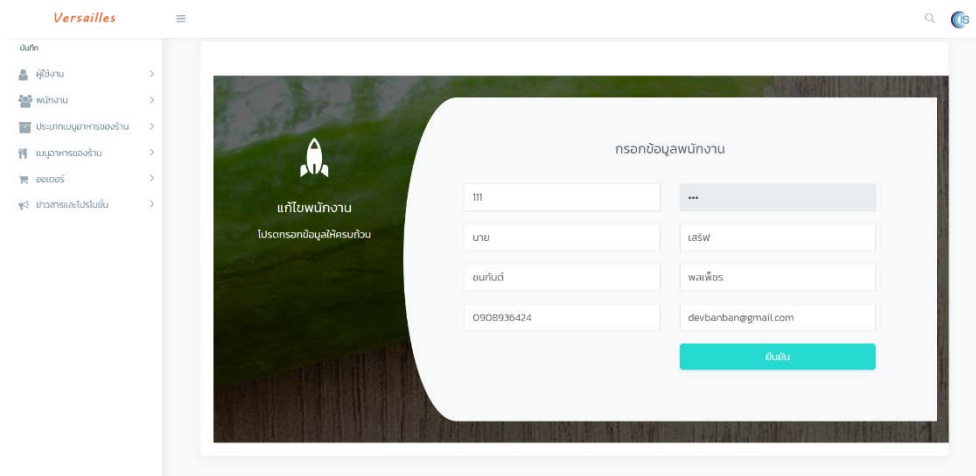 Versailles
บันทึก
ผู้ใช้งาน
พนักงาน
ประเภทเมนูอาหารของร้าน
เมนูอาหารของร้าน
ออเดอร์
ข่าวสารและโปรโมชั่น
แก้ไขพนักงาน
โปรดกรอกข้อมูลให้ครบถ้วน
กรอกข้อมูลพนักงาน
111
•••
นาย
เสริฟ
ชนกันต์
พลเพ็ชร
0908936424
devbanban@gmail.com
ยืนยัน